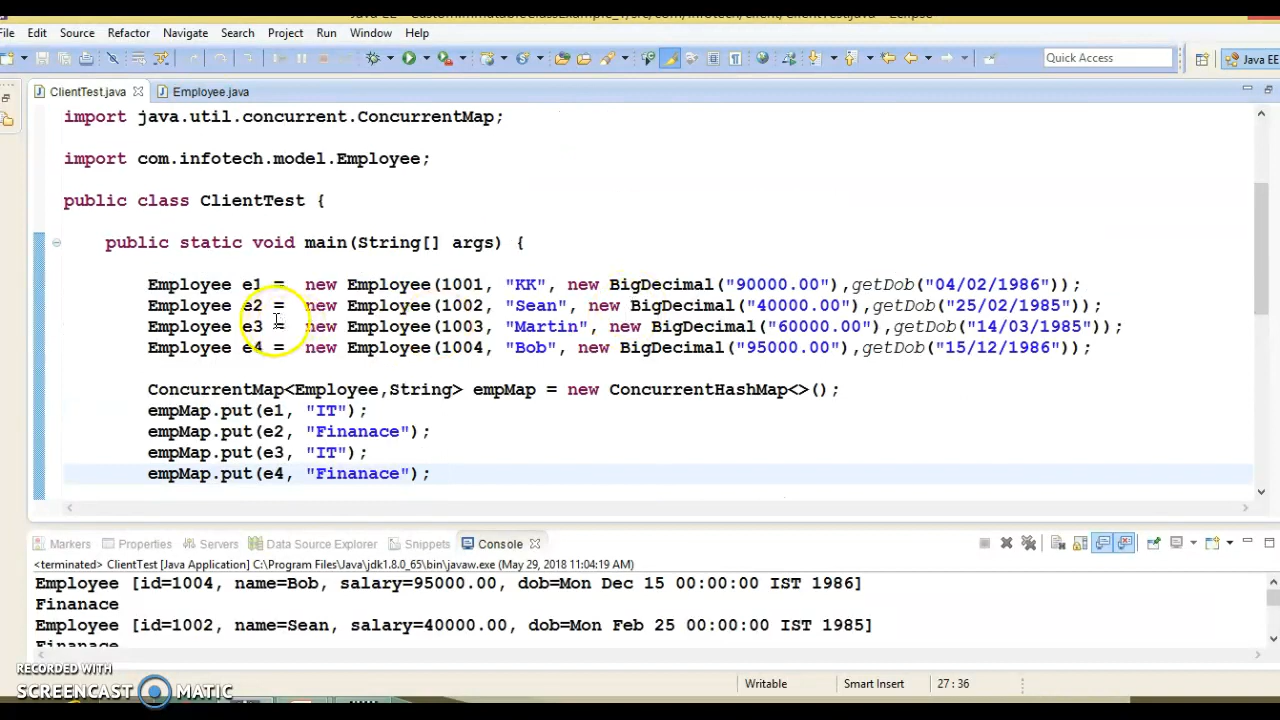 File Edit Source Refactor Navigate Search Project Run Window Help
Quick Access
Java EE
ClientTest.java Employee.java
import java.util.concurrent.ConcurrentMap;
import com.infotech.model.Employee;
public class ClientTest {
public static void main(String[] args) {
Employee e1 = new Employee(1001, "KK", new BigDecimal("90000.00"),getDob("04/02/1986"));
Employee e2 = new Employee(1002, "Sean", new BigDecimal("40000.00"),getDob("25/02/1985"));
Employee e3 = new Employee(1003, "Martin", new BigDecimal("60000.00"),getDob("14/03/1985"));
Employee e4 = new Employee(1004, "Bob", new BigDecimal("95000.00"),getDob("15/12/1986"));
ConcurrentMap<Employee,String> empMap = new ConcurrentHashMap<>();
empMap.put(e1, "IT");
empMap.put(e2, "Finanace");
empMap.put(e3, "IT");
empMap.put(e4, "Finanace");
Markers Properties Servers Data Source Explorer Snippets Console
<terminated> ClientTest [Java Application] C:\Program Files\Java\jdk1.8.0_65\bin\javaw.exe (May 29, 2018 11:04:19 AM)
Employee [id=1004, name=Bob, salary=95000.00, dob=Mon Dec 15 00:00:00 IST 1986]
Finanace
Employee [id=1002, name=Sean, salary=40000.00, dob=Mon Feb 25 00:00:00 IST 1985]
Finanace
RECORDED WITH
SCREENCAST MATIC
Writable Smart Insert 27 : 36